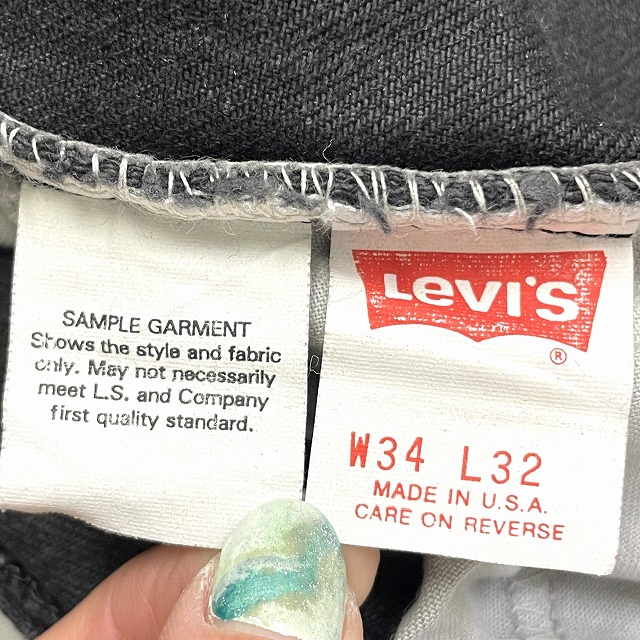 SAMPLE GARMENT
Shows the style and fabric
only. May not necessarily
meet L.S. and Company
first quality standard.
LEVI'S
®
W34 L32
MADE IN U.S.A.
CARE ON REVERSE